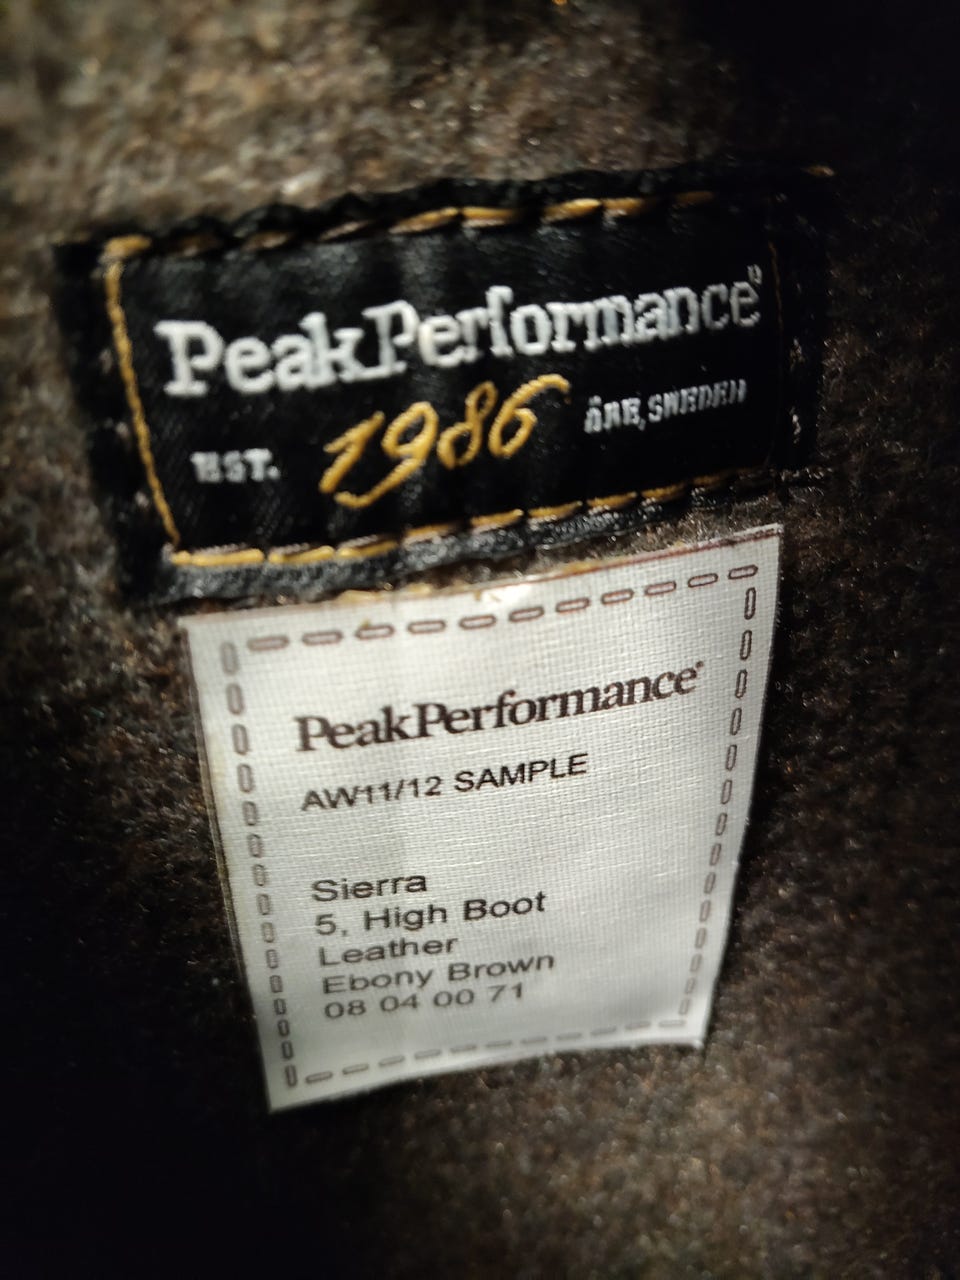 PeakPerformance®
EST. 1986 ÅRE, SWEDEN
PeakPerformance®
AW11/12 SAMPLE
Sierra
5, High Boot
Leather
Ebony Brown
08 04 00 71